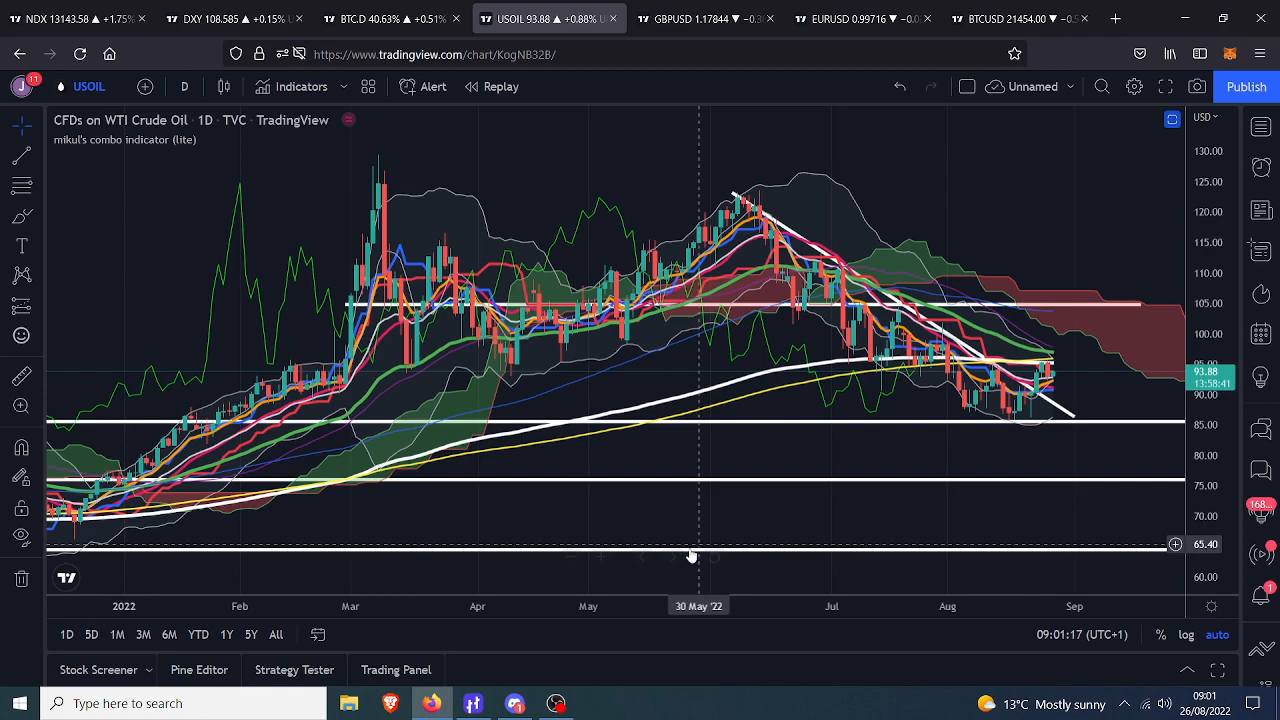 NDX 13143.54 ▲ +1.75%
DXY 108.585 ▲ +0.15%
BTC.D 40.63% ▲ +0.51%
USOIL 93.88 ▲ +0.88%
GBPUSD 1.17844 ▼
EURUSD 0.99716 ▼
BTCUSD 21454.00 ▼
https://www.tradingview.com/chart/KogNB32B/
J
11
USOIL
D
Indicators
Alert
Replay
Unnamed
Publish
CFDs on WTI Crude Oil · 1D · TVC · TradingView
mikul's combo indicator (lite)
USD
130.00
125.00
120.00
115.00
110.00
105.00
100.00
95.00
93.88
13:58:41
90.00
85.00
80.00
75.00
70.00
65.40
60.00
168...
1
2022
Feb
Mar
Apr
May
30 May '22
Jul
Aug
Sep
1D
5D
1M
3M
6M
YTD
1Y
5Y
All
09:01:17 (UTC+1)
%
log
auto
Stock Screener
Pine Editor
Strategy Tester
Trading Panel
Type here to search
13°C Mostly sunny
09:01
26/08/2022